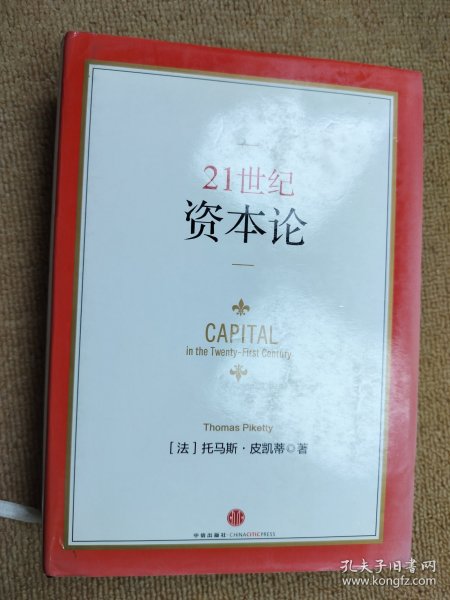 21世纪
资本论
CAPITAL
in the Twenty-First Century
Thomas Piketty
［法］托马斯·皮凯蒂◎著
中信出版社·CHINACITICPRESS
孔夫子旧书网
www.kongfz.com